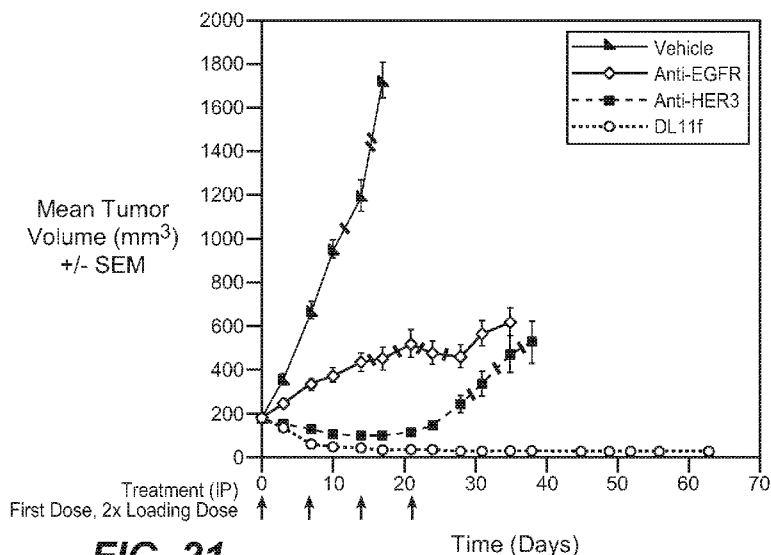 2000
1800
1600
1400
1200
1000
800
600
400
200
0
Mean Tumor
Volume (mm³)
+/- SEM
Vehicle
Anti-EGFR
Anti-HER3
DL11f
0 10 20 30 40 50 60 70
Treatment (IP)
First Dose, 2x Loading Dose
Time (Days)